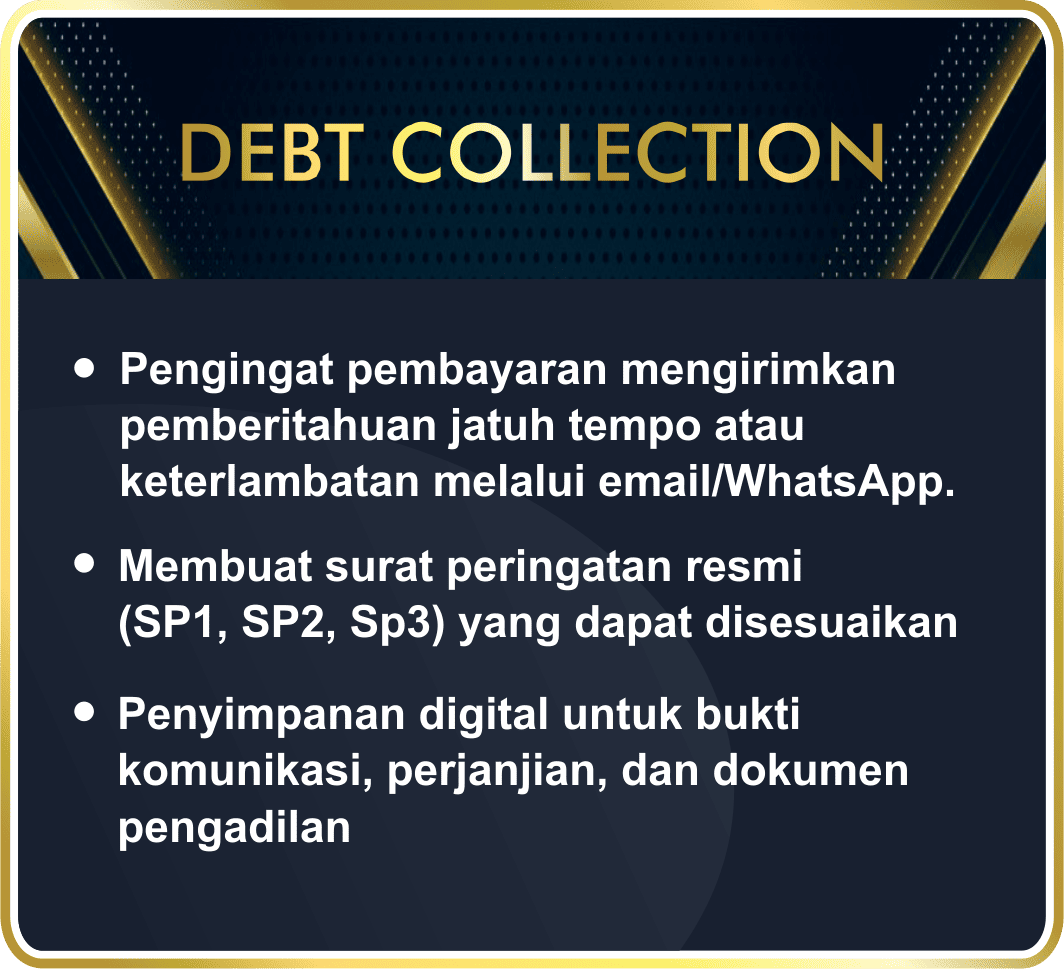 DEBT COLLECTION
• Pengingat pembayaran mengirimkan
pemberitahuan jatuh tempo atau
keterlambatan melalui email/WhatsApp.
• Membuat surat peringatan resmi
(SP1, SP2, Sp3) yang dapat disesuaikan
• Penyimpanan digital untuk bukti
komunikasi, perjanjian, dan dokumen
pengadilan